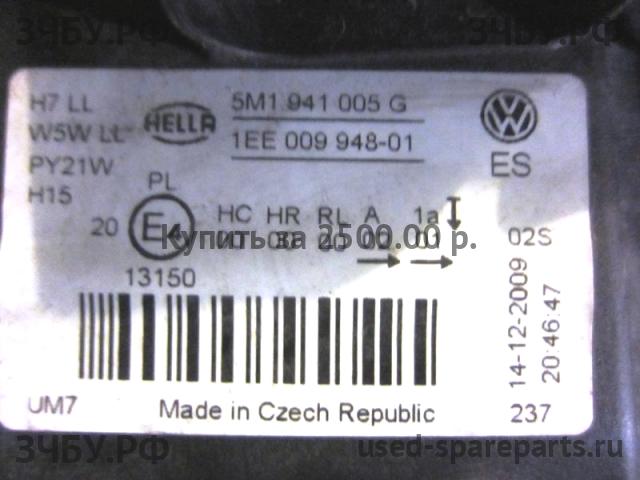 ЗЧБУ.РФ
ЗЧБУ.РФ
H7 LL
W5W LL
PY21W
H15
HELLA
5M1 941 005 G
1EE 009 948-01
VW
ES
PL
20
E
HC HR RL A 1a
Купить за 2500.00 р.
01
02S
13150
14-12-2009
20:46:47
UM7
Made in Czech Republic
237
ЗЧБУ.РФ
used-spareparts.ru